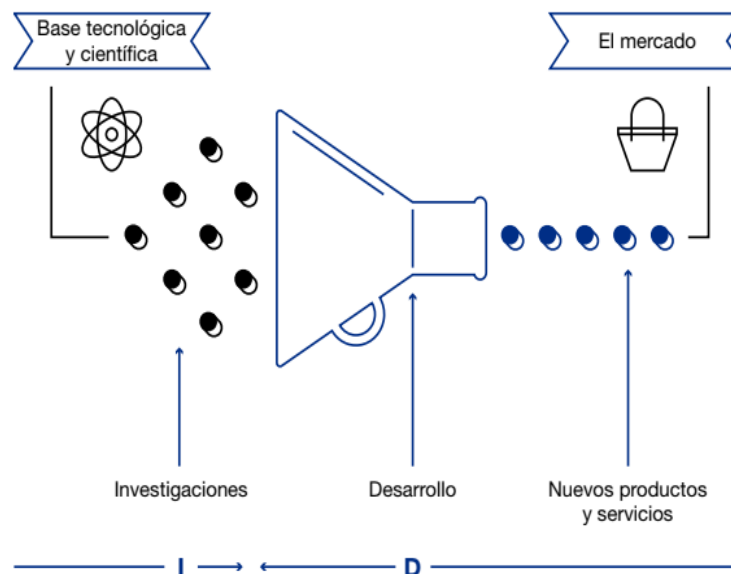 Base tecnológica
y científica
El mercado
Investigaciones
Desarrollo
Nuevos productos
y servicios
I
D